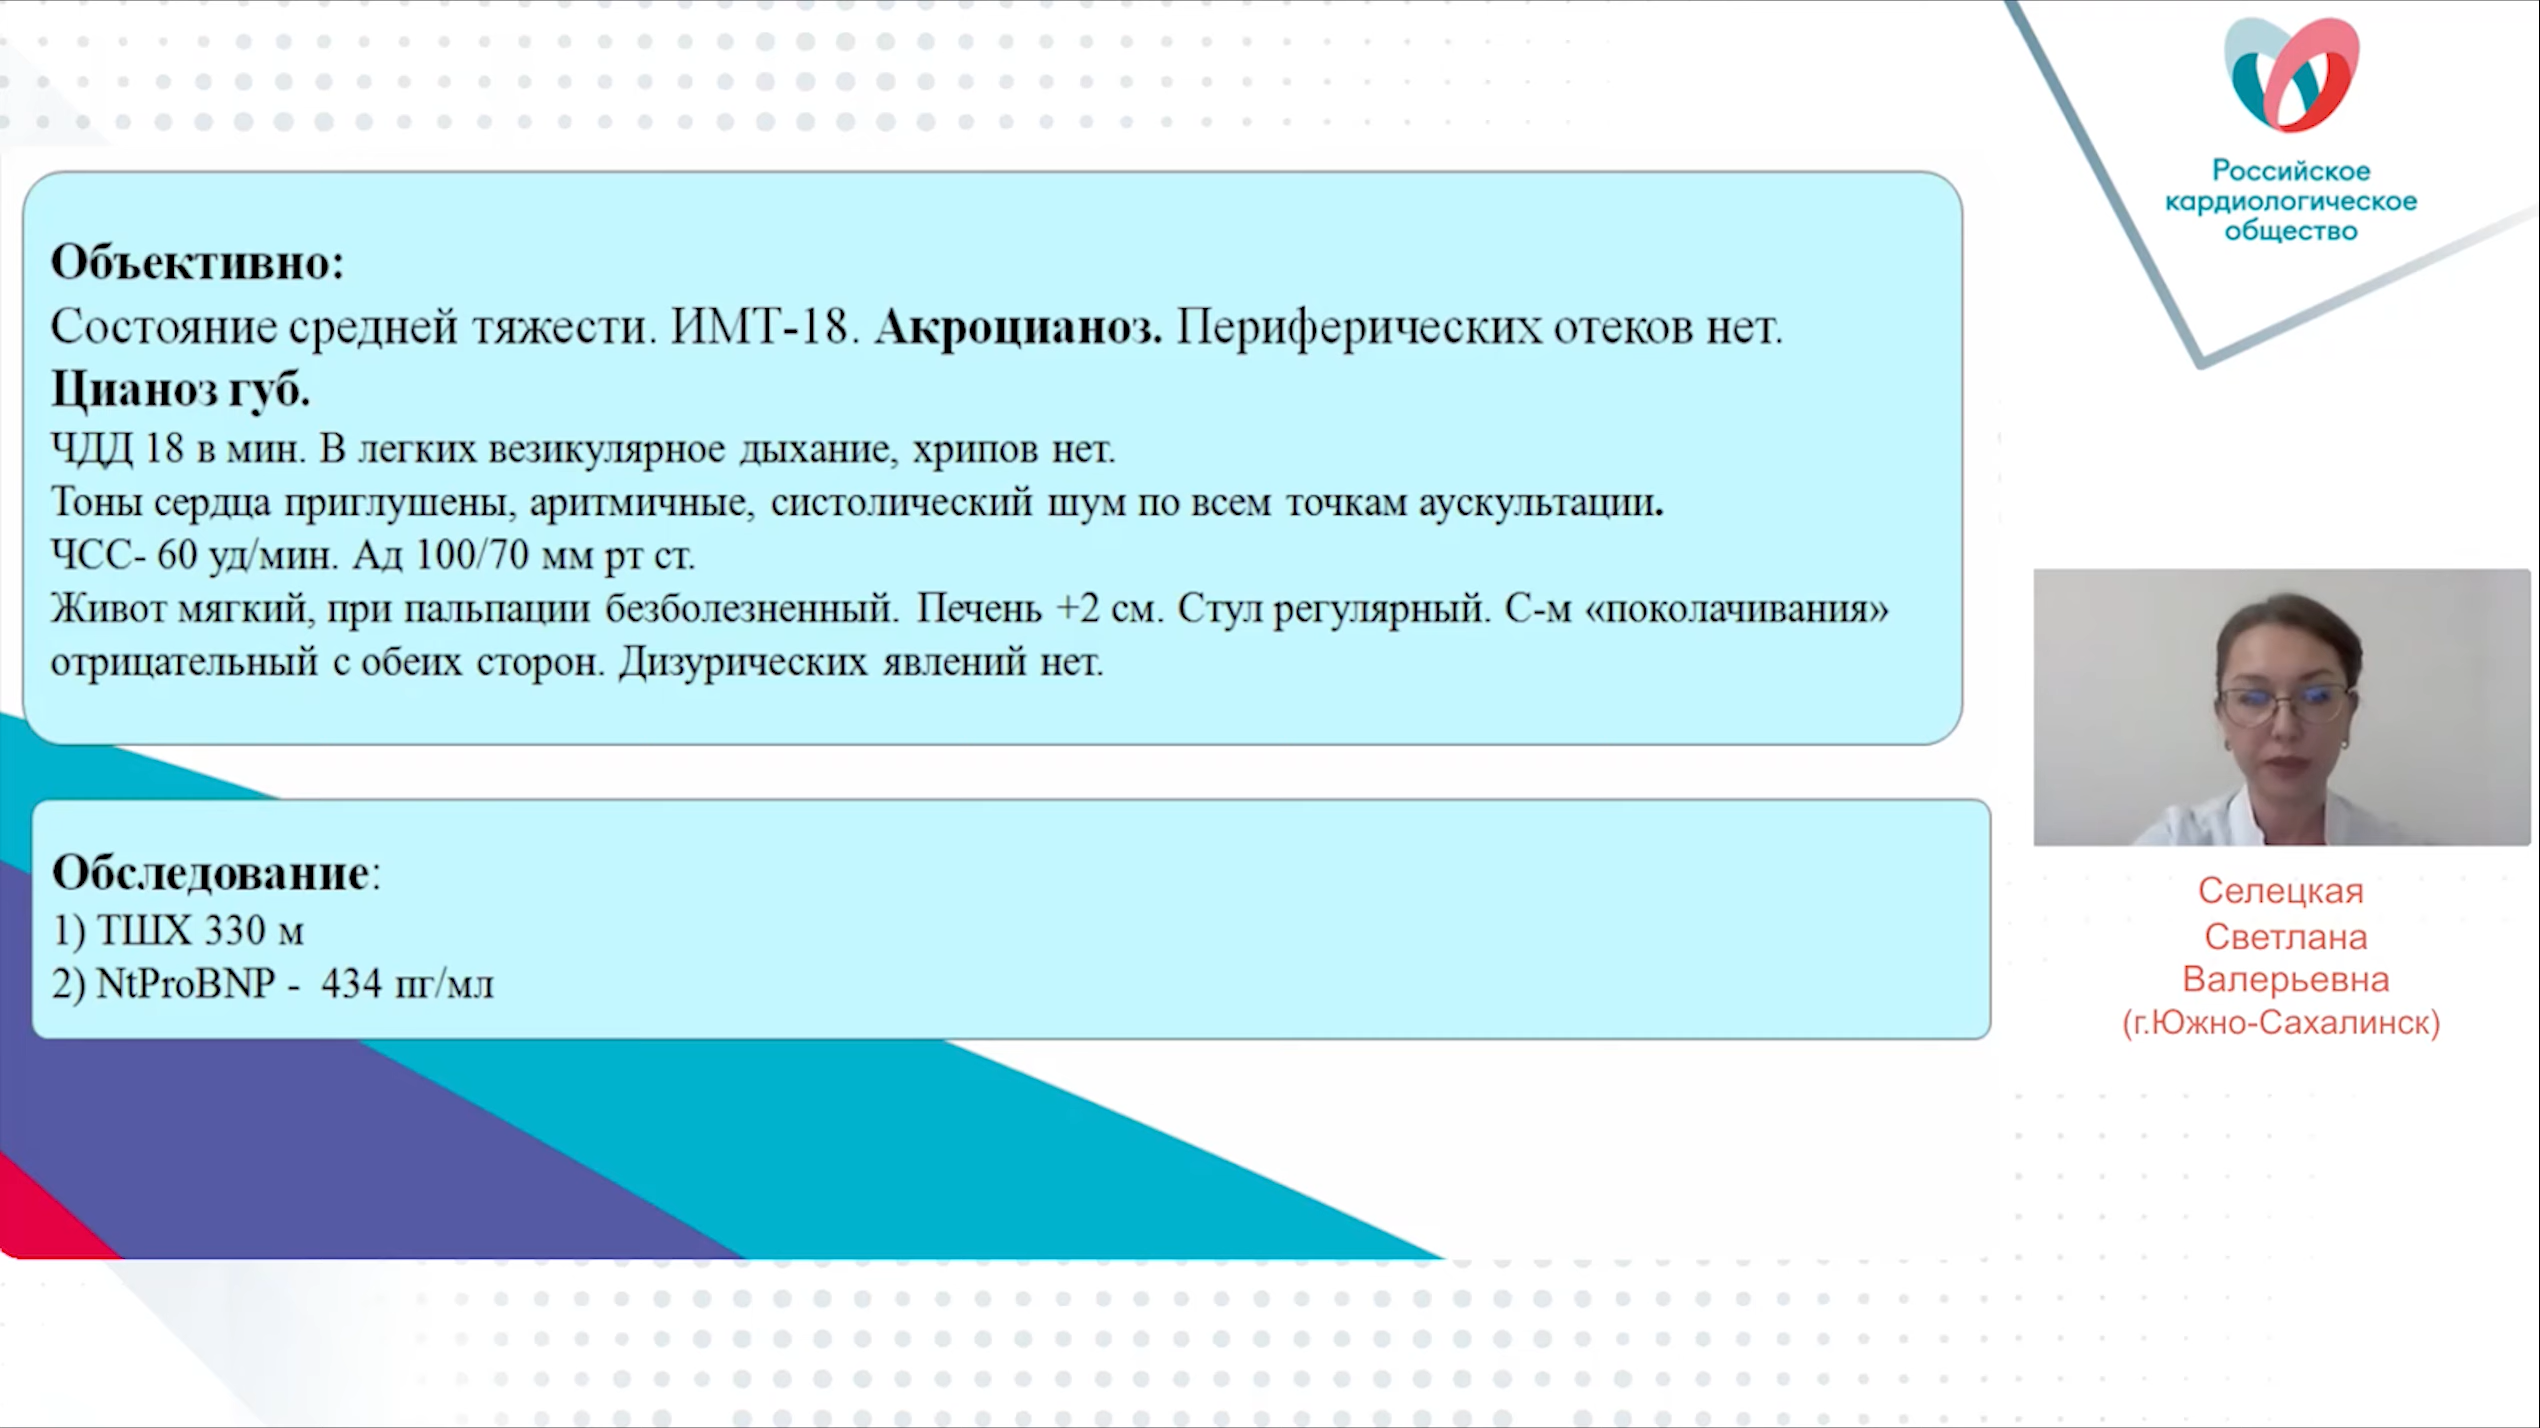 Объективно:
Состояние средней тяжести. ИМТ-18. Акроцианоз. Периферических отеков нет.
Цианоз губ.
ЧДД 18 в мин. В легких везикулярное дыхание, хрипов нет.
Тоны сердца приглушены, аритмичные, систолический шум по всем точкам аускультации.
ЧСС- 60 уд/мин. Ад 100/70 мм рт ст.
Живот мягкий, при пальпации безболезненный. Печень +2 см. Стул регулярный. С-м «поколачивания»
отрицательный с обеих сторон. Дизурических явлений нет.
Обследование:
1) ТШХ 330 м
2) NtProBNP - 434 пг/мл
Российское
кардиологическое
общество
Селецкая
Светлана
Валерьевна
(г.Южно-Сахалинск)